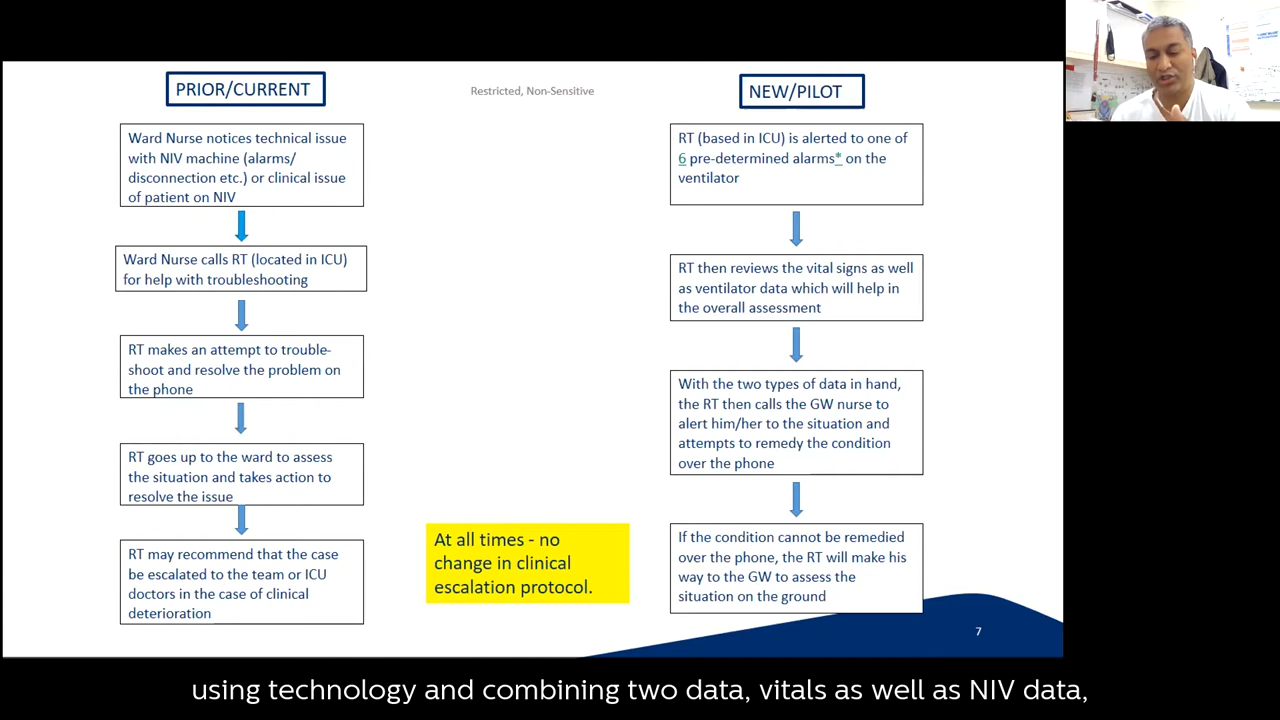 PRIOR/CURRENT
Restricted, Non-Sensitive
NEW/PILOT
Ward Nurse notices technical issue
with NIV machine (alarms/
disconnection etc.) or clinical issue
of patient on NIV
Ward Nurse calls RT (located in ICU)
for help with troubleshooting
RT makes an attempt to trouble-
shoot and resolve the problem on
the phone
RT goes up to the ward to assess
the situation and takes action to
resolve the issue
RT may recommend that the case
be escalated to the team or ICU
doctors in the case of clinical
deterioration
At all times - no
change in clinical
escalation protocol.
RT (based in ICU) is alerted to one of
6 pre-determined alarms* on the
ventilator
RT then reviews the vital signs as well
as ventilator data which will help in
the overall assessment
With the two types of data in hand,
the RT then calls the GW nurse to
alert him/her to the situation and
attempts to remedy the condition
over the phone
If the condition cannot be remedied
over the phone, the RT will make his
way to the GW to assess the
situation on the ground
7
using technology and combining two data, vitals as well as NIV data,